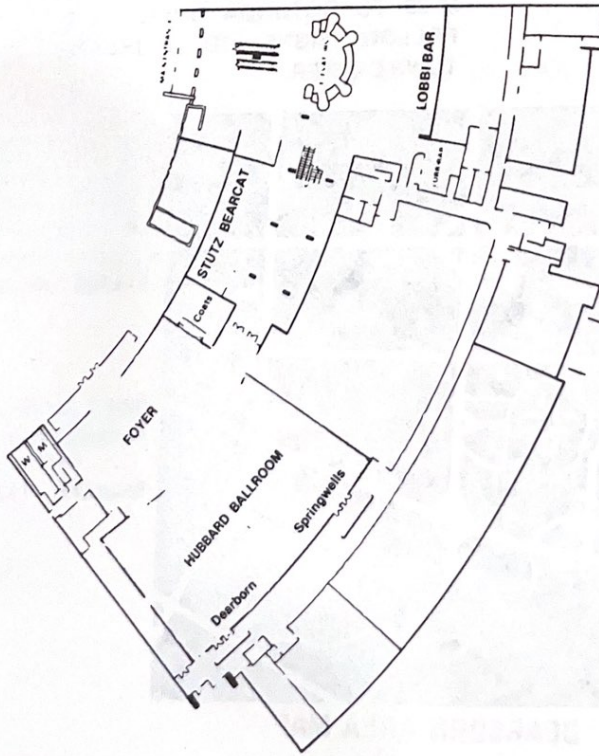 LOBBI BAR
STUTZ BEARCAT
Coats
FOYER
W
M
HUBBARD BALLROOM
Springwells
Dearborn